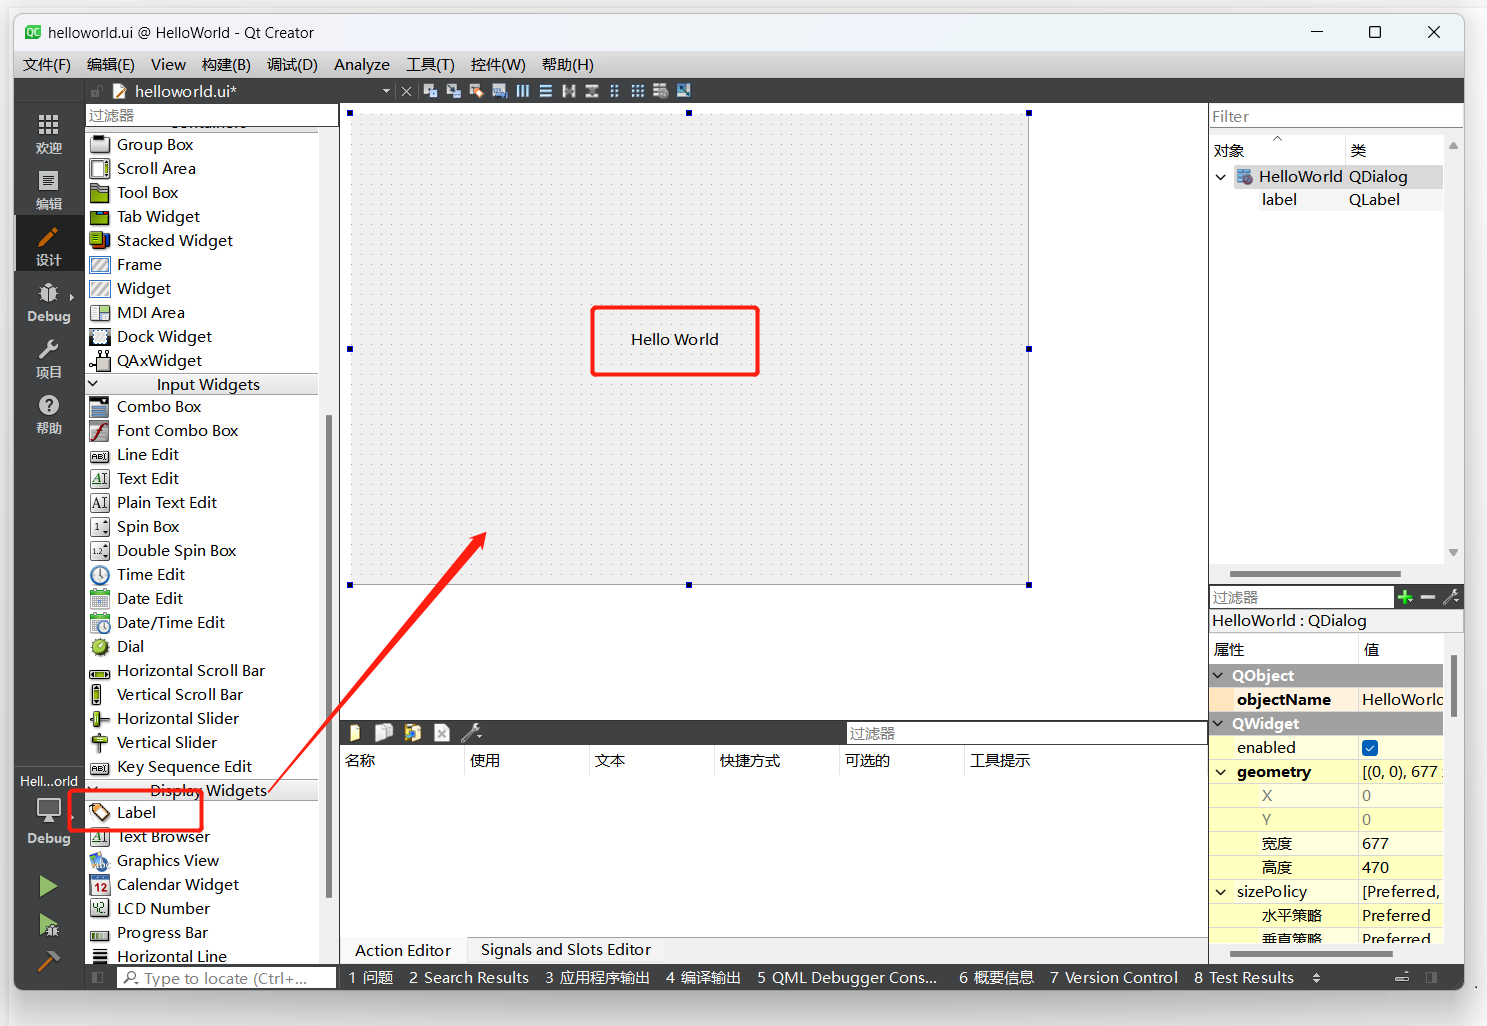 helloworld.ui @ HelloWorld - Qt Creator
文件(F) 编辑(E) View 构建(B) 调试(D) Analyze 工具(T) 控件(W) 帮助(H)
helloworld.ui*
欢迎
编辑
设计
Debug
项目
帮助
Hell...orld
Debug
过滤器
Containers
Group Box
Scroll Area
Tool Box
Tab Widget
Stacked Widget
Frame
Widget
MDI Area
Dock Widget
QAxWidget
Input Widgets
Combo Box
Font Combo Box
Line Edit
Text Edit
Plain Text Edit
Spin Box
Double Spin Box
Time Edit
Date Edit
Date/Time Edit
Dial
Horizontal Scroll Bar
Vertical Scroll Bar
Horizontal Slider
Vertical Slider
Key Sequence Edit
Display Widgets
Label
Text Browser
Graphics View
Calendar Widget
LCD Number
Progress Bar
Horizontal Line
Hello World
过滤器
名称 使用 文本 快捷方式 可选的 工具提示
Action Editor Signals and Slots Editor
Filter
对象 类
HelloWorld QDialog
label QLabel
过滤器
HelloWorld : QDialog
属性 值
QObject
objectName HelloWorld
QWidget
enabled
geometry [(0, 0), 677
X 0
Y 0
宽度 677
高度 470
sizePolicy [Preferred,
水平策略 Preferred
垂直策略 Preferred
Type to locate (Ctrl+...
1 问题 2 Search Results 3 应用程序输出 4 编译输出 5 QML Debugger Cons... 6 概要信息 7 Version Control 8 Test Results